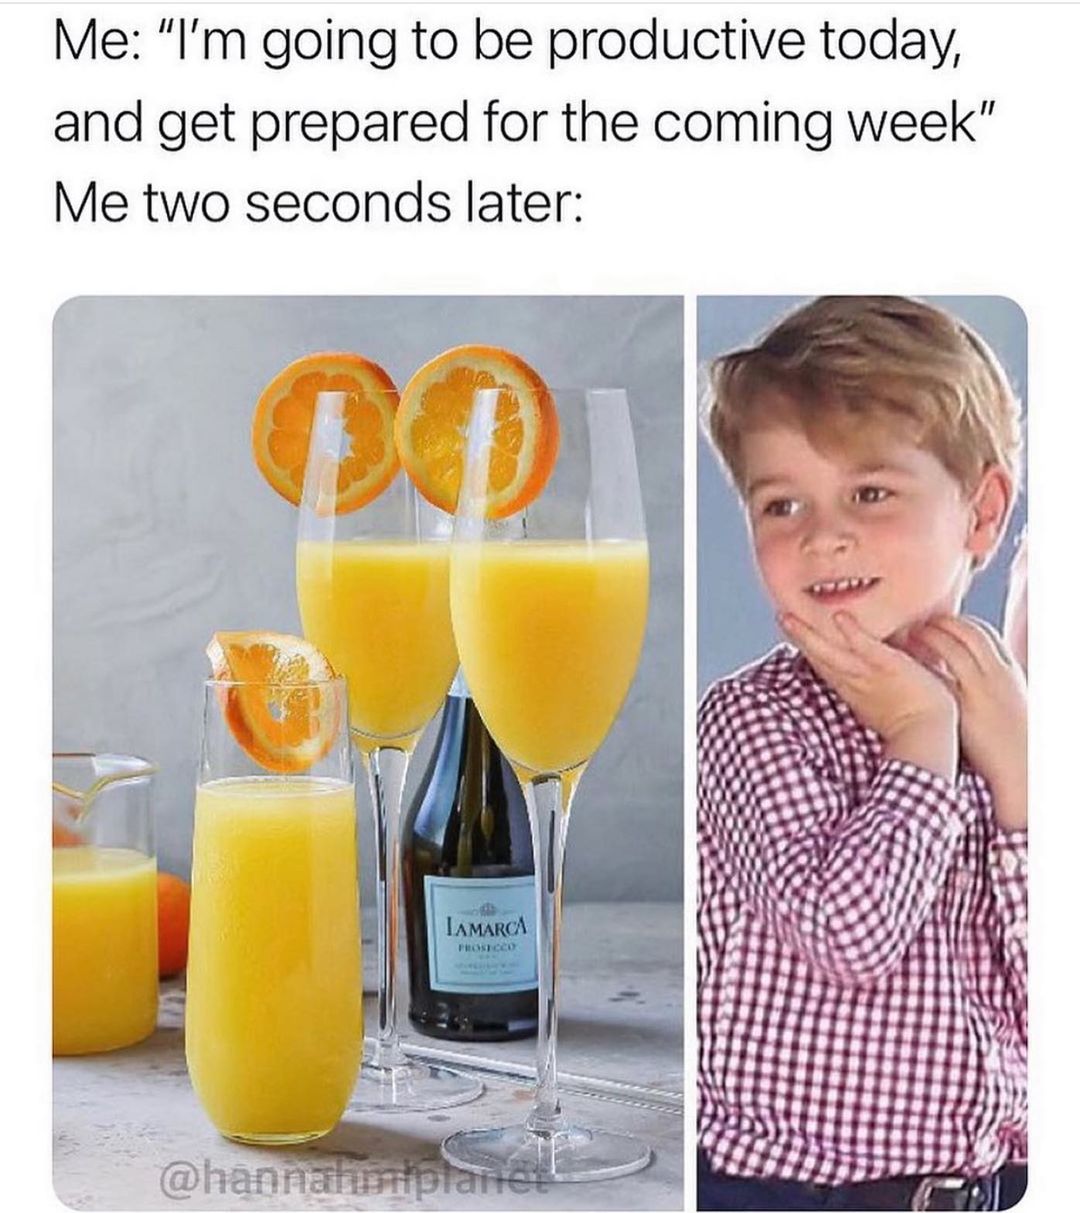 Me: “I’m going to be productive today,
and get prepared for the coming week”
Me two seconds later:
LAMARCA
PROSECCO
@hannahmiplanet